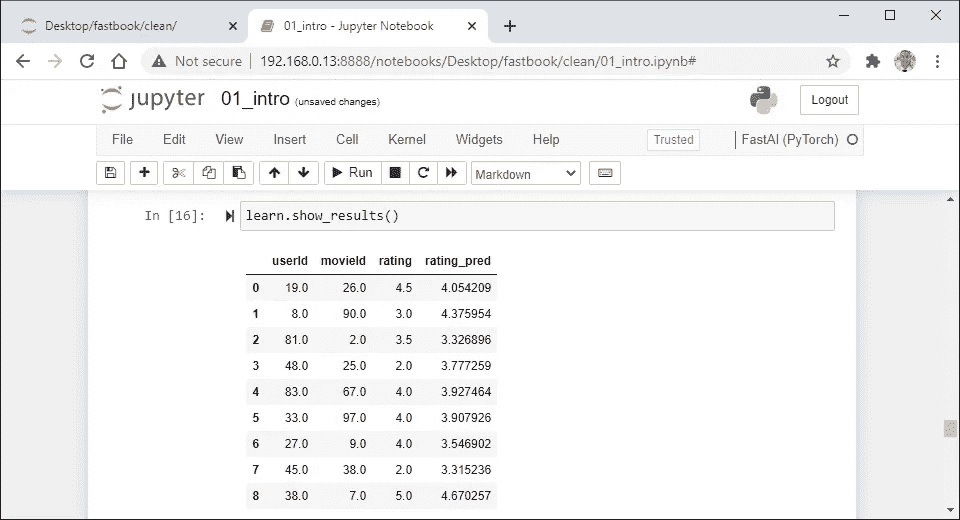 Desktop/fastbook/clean/ 01_intro - Jupyter Notebook
Not secure 192.168.0.13:8888/notebooks/Desktop/fastbook/clean/01_intro.ipynb#
jupyter 01_intro (unsaved changes) Logout
File Edit View Insert Cell Kernel Widgets Help Trusted FastAI (PyTorch)
Run Markdown
In [16]: learn.show_results()
userId movieId rating rating_pred
0 19.0 26.0 4.5 4.054209
1 8.0 90.0 3.0 4.375954
2 81.0 2.0 3.5 3.326896
3 48.0 25.0 2.0 3.777259
4 83.0 67.0 4.0 3.927464
5 33.0 97.0 4.0 3.907926
6 27.0 9.0 4.0 3.546902
7 45.0 38.0 2.0 3.315236
8 38.0 7.0 5.0 4.670257